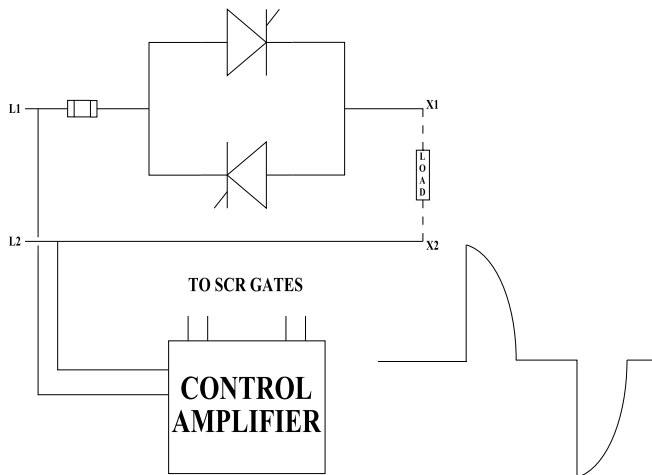 L1
X1
L
O
A
D
L2
X2
TO SCR GATES
CONTROL
AMPLIFIER